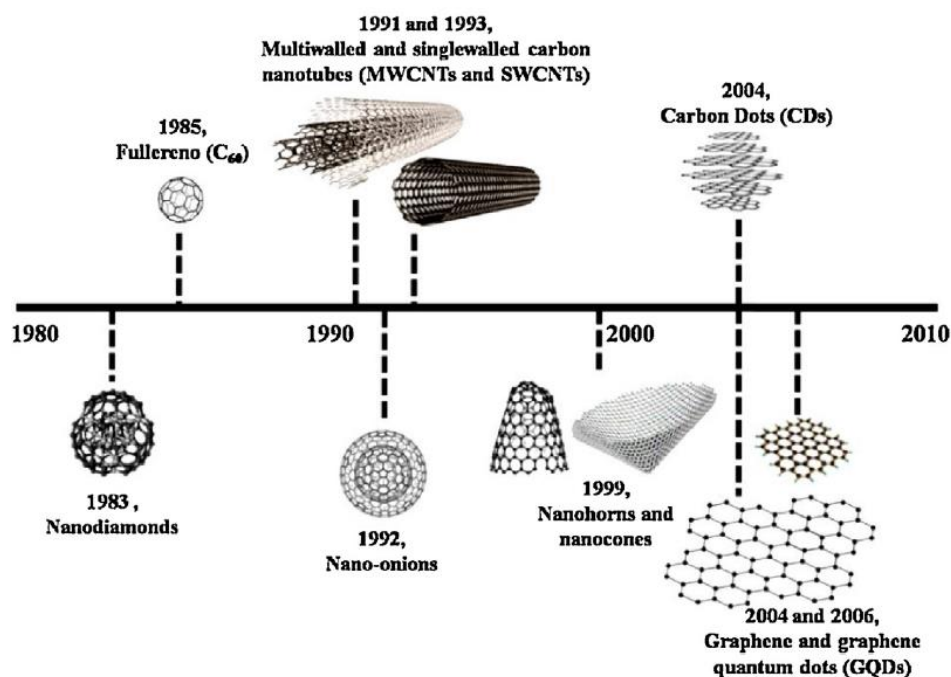 1991 and 1993,
Multiwalled and singlewalled carbon
nanotubes (MWCNTs and SWCNTs)
2004,
Carbon Dots (CDs)
1985,
Fullereno (C₆₀)
1980
1990
2000
2010
1983 ,
Nanodiamonds
1992,
Nano-onions
1999,
Nanohorns and
nanocones
2004 and 2006,
Graphene and graphene
quantum dots (GQDs)